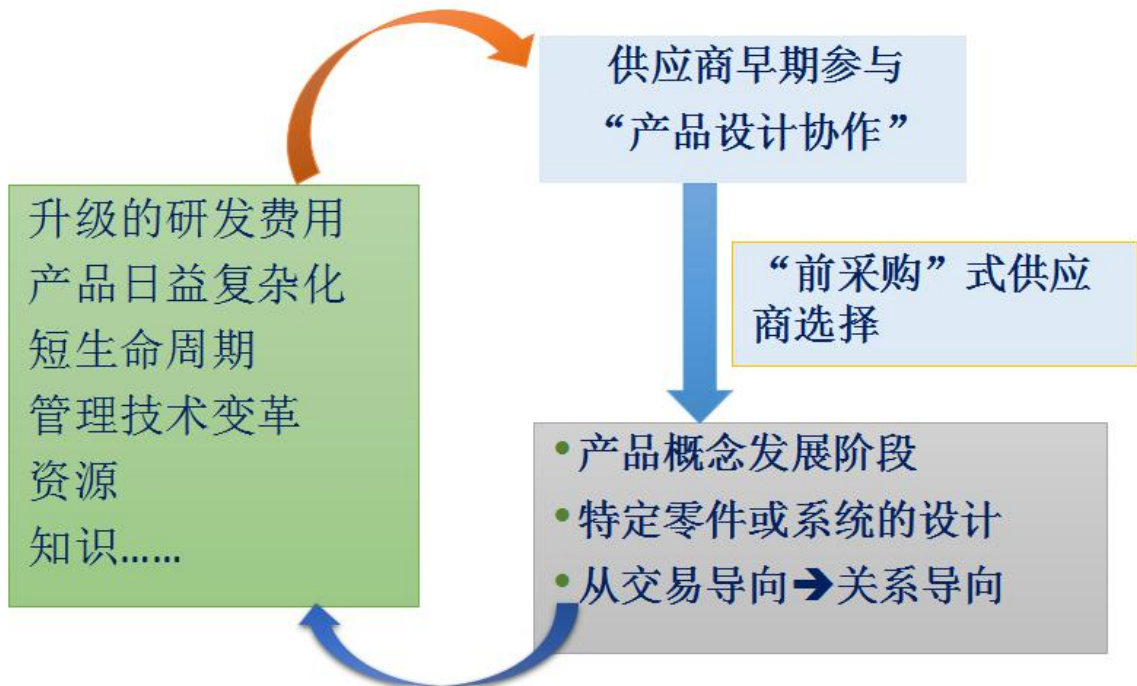 供应商早期参与
“产品设计协作”
升级的研发费用
产品日益复杂化
短生命周期
管理技术变革
资源
知识......
“前采购”式供应
商选择
•产品概念发展阶段
•特定零件或系统的设计
•从交易导向➔关系导向